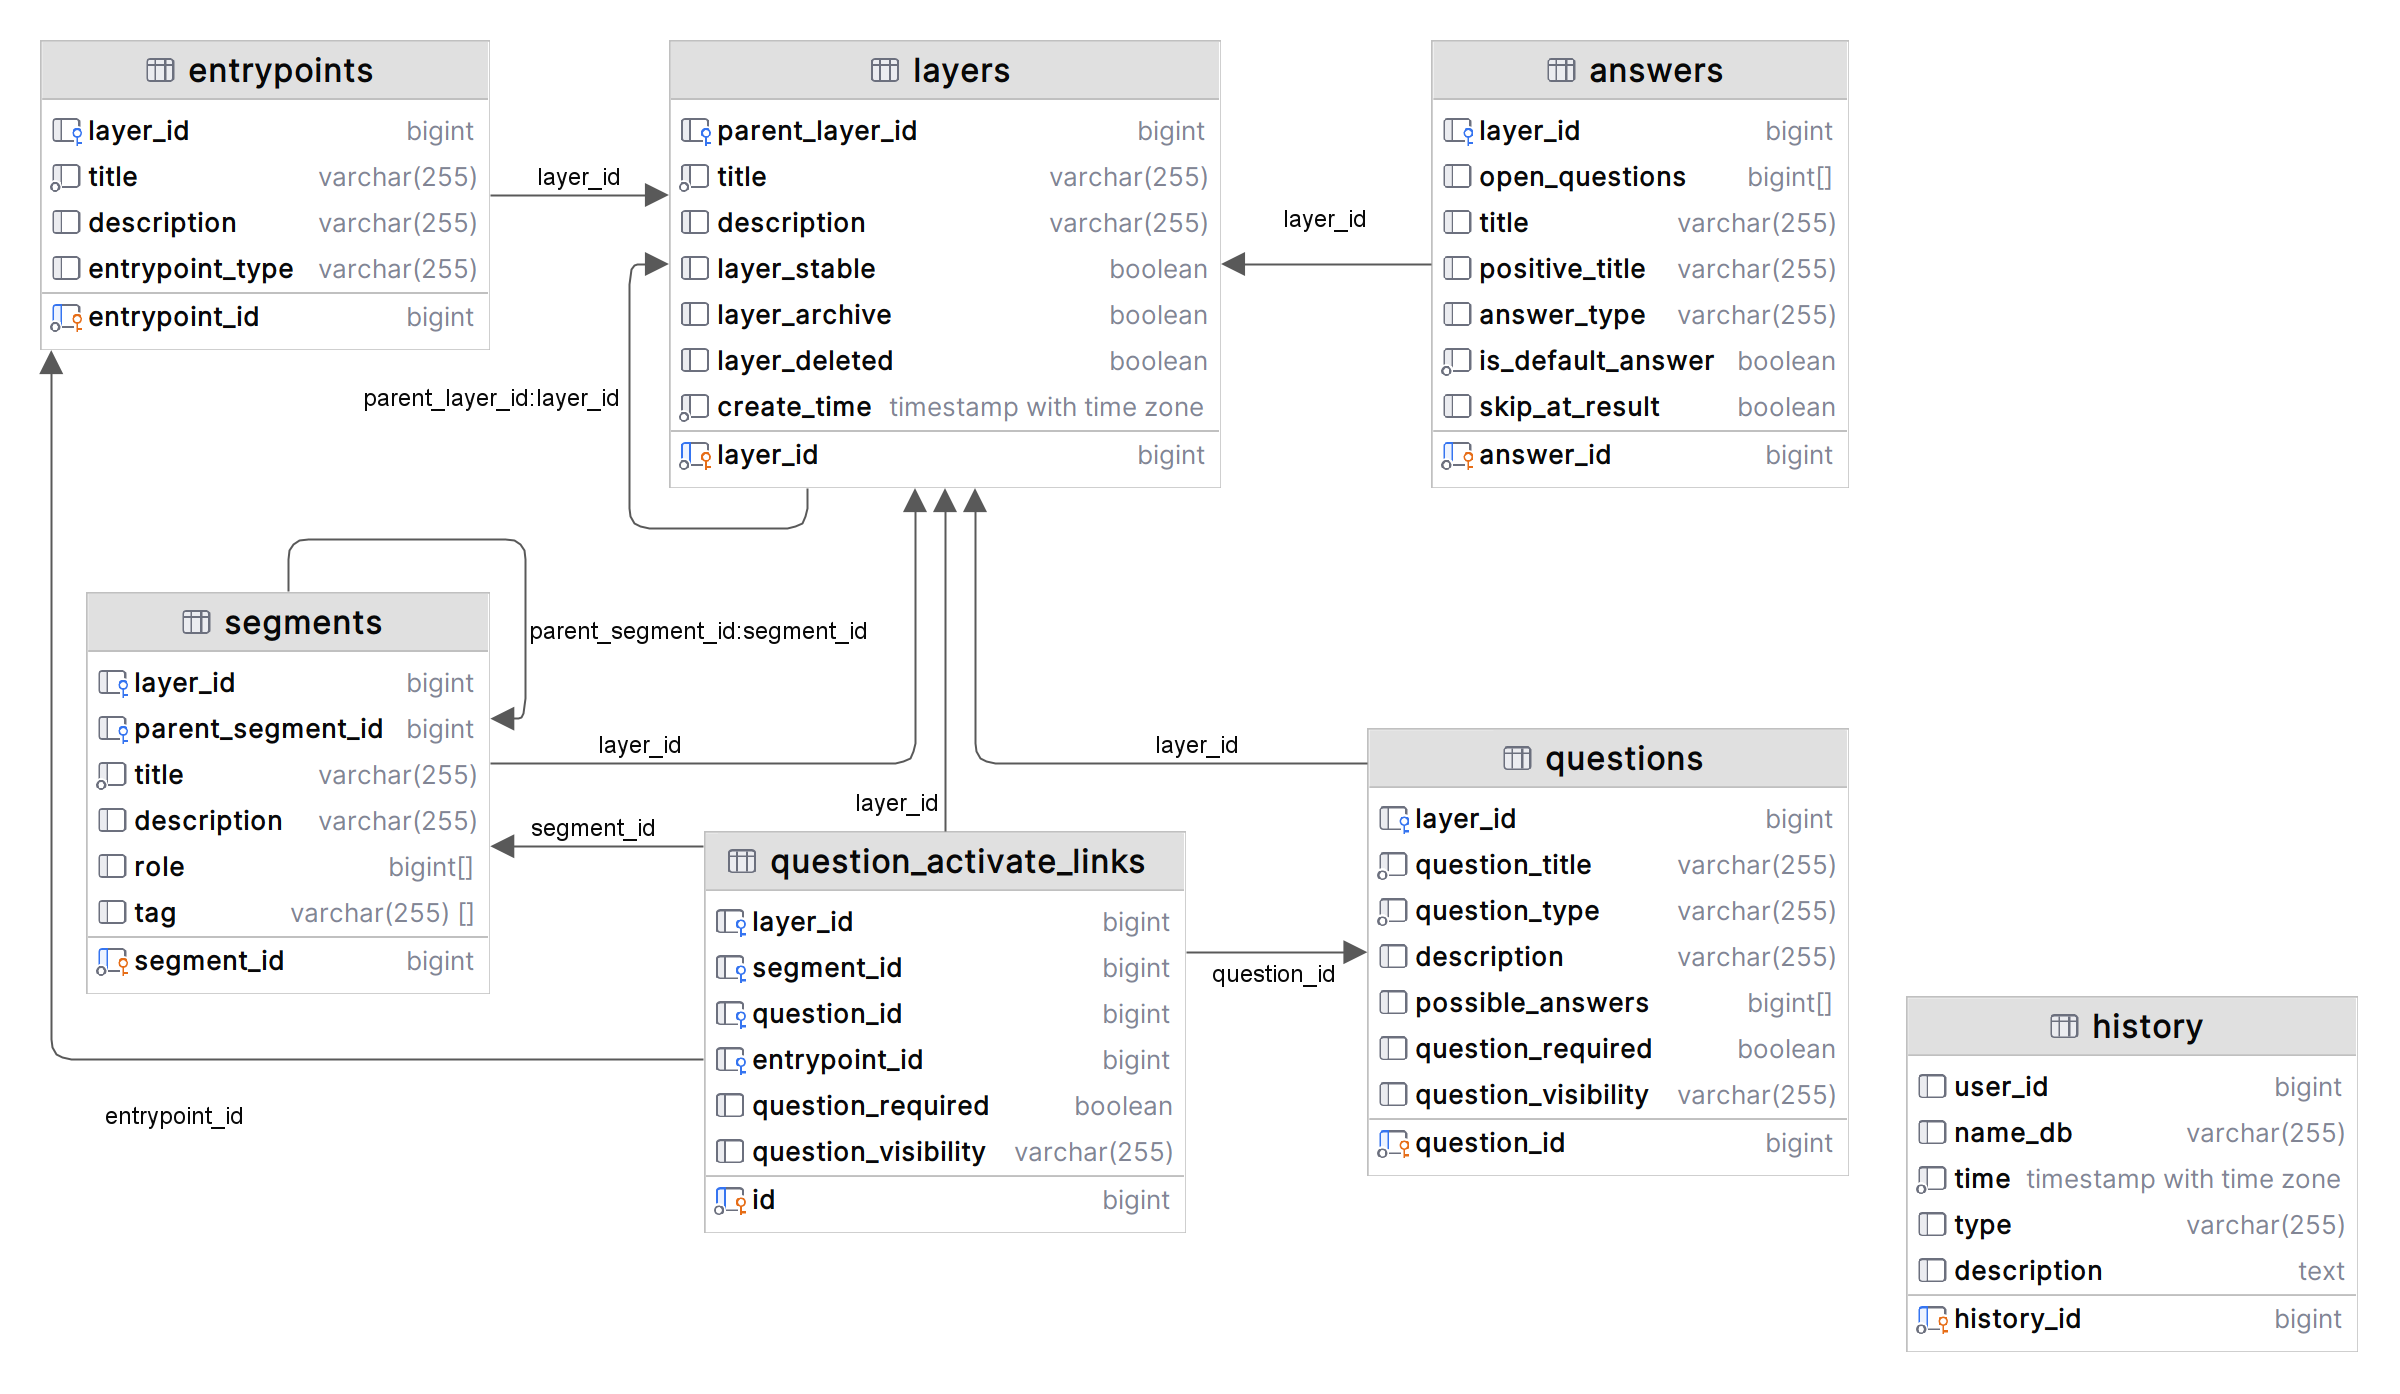 entrypoints
layer_id bigint
title varchar(255)
description varchar(255)
entrypoint_type varchar(255)
entrypoint_id bigint
layer_id
layers
parent_layer_id bigint
title varchar(255)
description varchar(255)
layer_stable boolean
layer_archive boolean
layer_deleted boolean
create_time timestamp with time zone
layer_id bigint
parent_layer_id:layer_id
layer_id
answers
layer_id bigint
open_questions bigint[]
title varchar(255)
positive_title varchar(255)
answer_type varchar(255)
is_default_answer boolean
skip_at_result boolean
answer_id bigint
segments
layer_id bigint
parent_segment_id bigint
title varchar(255)
description varchar(255)
role bigint[]
tag varchar(255) []
segment_id bigint
parent_segment_id:segment_id
layer_id
layer_id
segment_id
layer_id
question_activate_links
layer_id bigint
segment_id bigint
question_id bigint
entrypoint_id bigint
question_required boolean
question_visibility varchar(255)
id bigint
entrypoint_id
question_id
questions
layer_id bigint
question_title varchar(255)
question_type varchar(255)
description varchar(255)
possible_answers bigint[]
question_required boolean
question_visibility varchar(255)
question_id bigint
history
user_id bigint
name_db varchar(255)
time timestamp with time zone
type varchar(255)
description text
history_id bigint